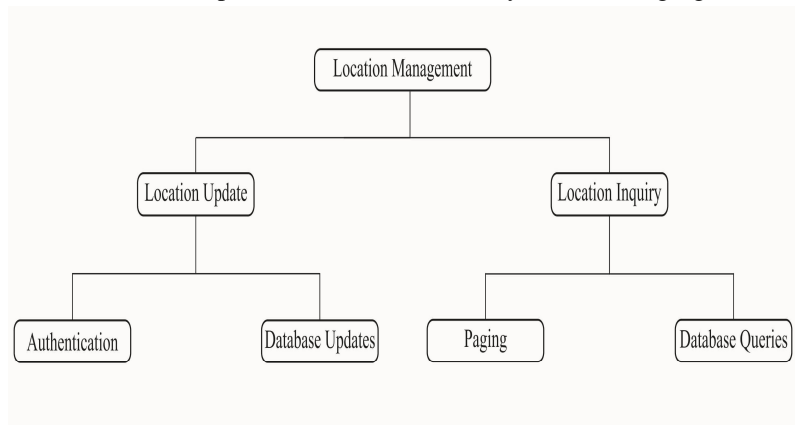 Location Management
Location Update
Location Inquiry
Authentication
Database Updates
Paging
Database Queries